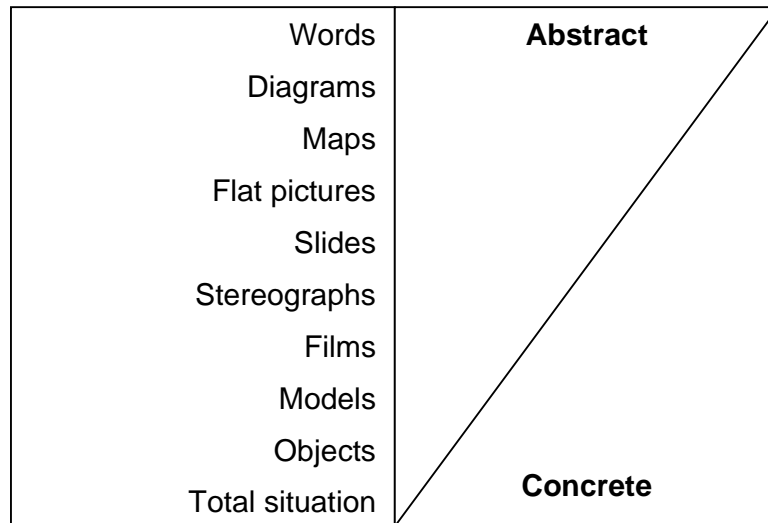 Words
Abstract
Diagrams
Maps
Flat pictures
Slides
Stereographs
Films
Models
Objects
Concrete
Total situation